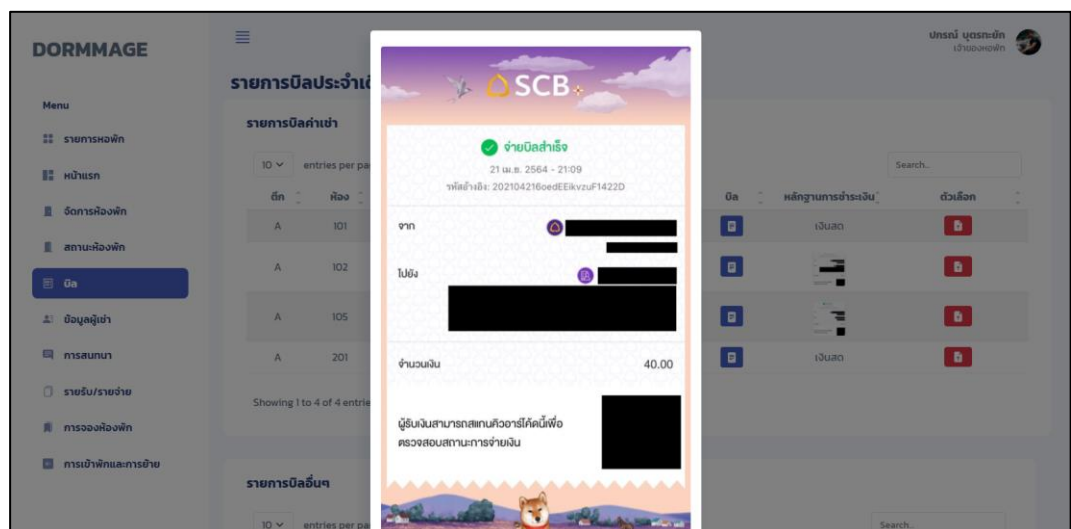 DORMMAGE
ปกรณ์ บุตรกะยัก
เจ้าของหอพัก
Menu
รายการหอพัก
หน้าแรก
จัดการห้องพัก
สถานะห้องพัก
บิล
ข้อมูลผู้เช่า
การสนทนา
รายรับ/รายจ่าย
การจองห้องพัก
การเข้าพักและการย้าย
รายการบิลประจำเ
รายการบิลค่าเช่า
10 entries per pa
Search..
ตึก ห้อง บิล หลักฐานการชำระเงิน ตัวเลือก
A 101 เงินสด
A 102
A 105
A 201 เงินสด
Showing 1 to 4 of 4 entrie
รายการบิลอื่นๆ
10 entries per pa
Search..
SCB
จ่ายบิลสำเร็จ
21 เม.ย. 2564 - 21:09
รหัสอ้างอิง: 202104216oedEEikvzuF1422D
จาก
ไปยัง
จำนวนเงิน 40.00
ผู้รับเงินสามารถสแกนคิวอาร์โค้ดนี้เพื่อ
ตรวจสอบสถานะการจ่ายเงิน